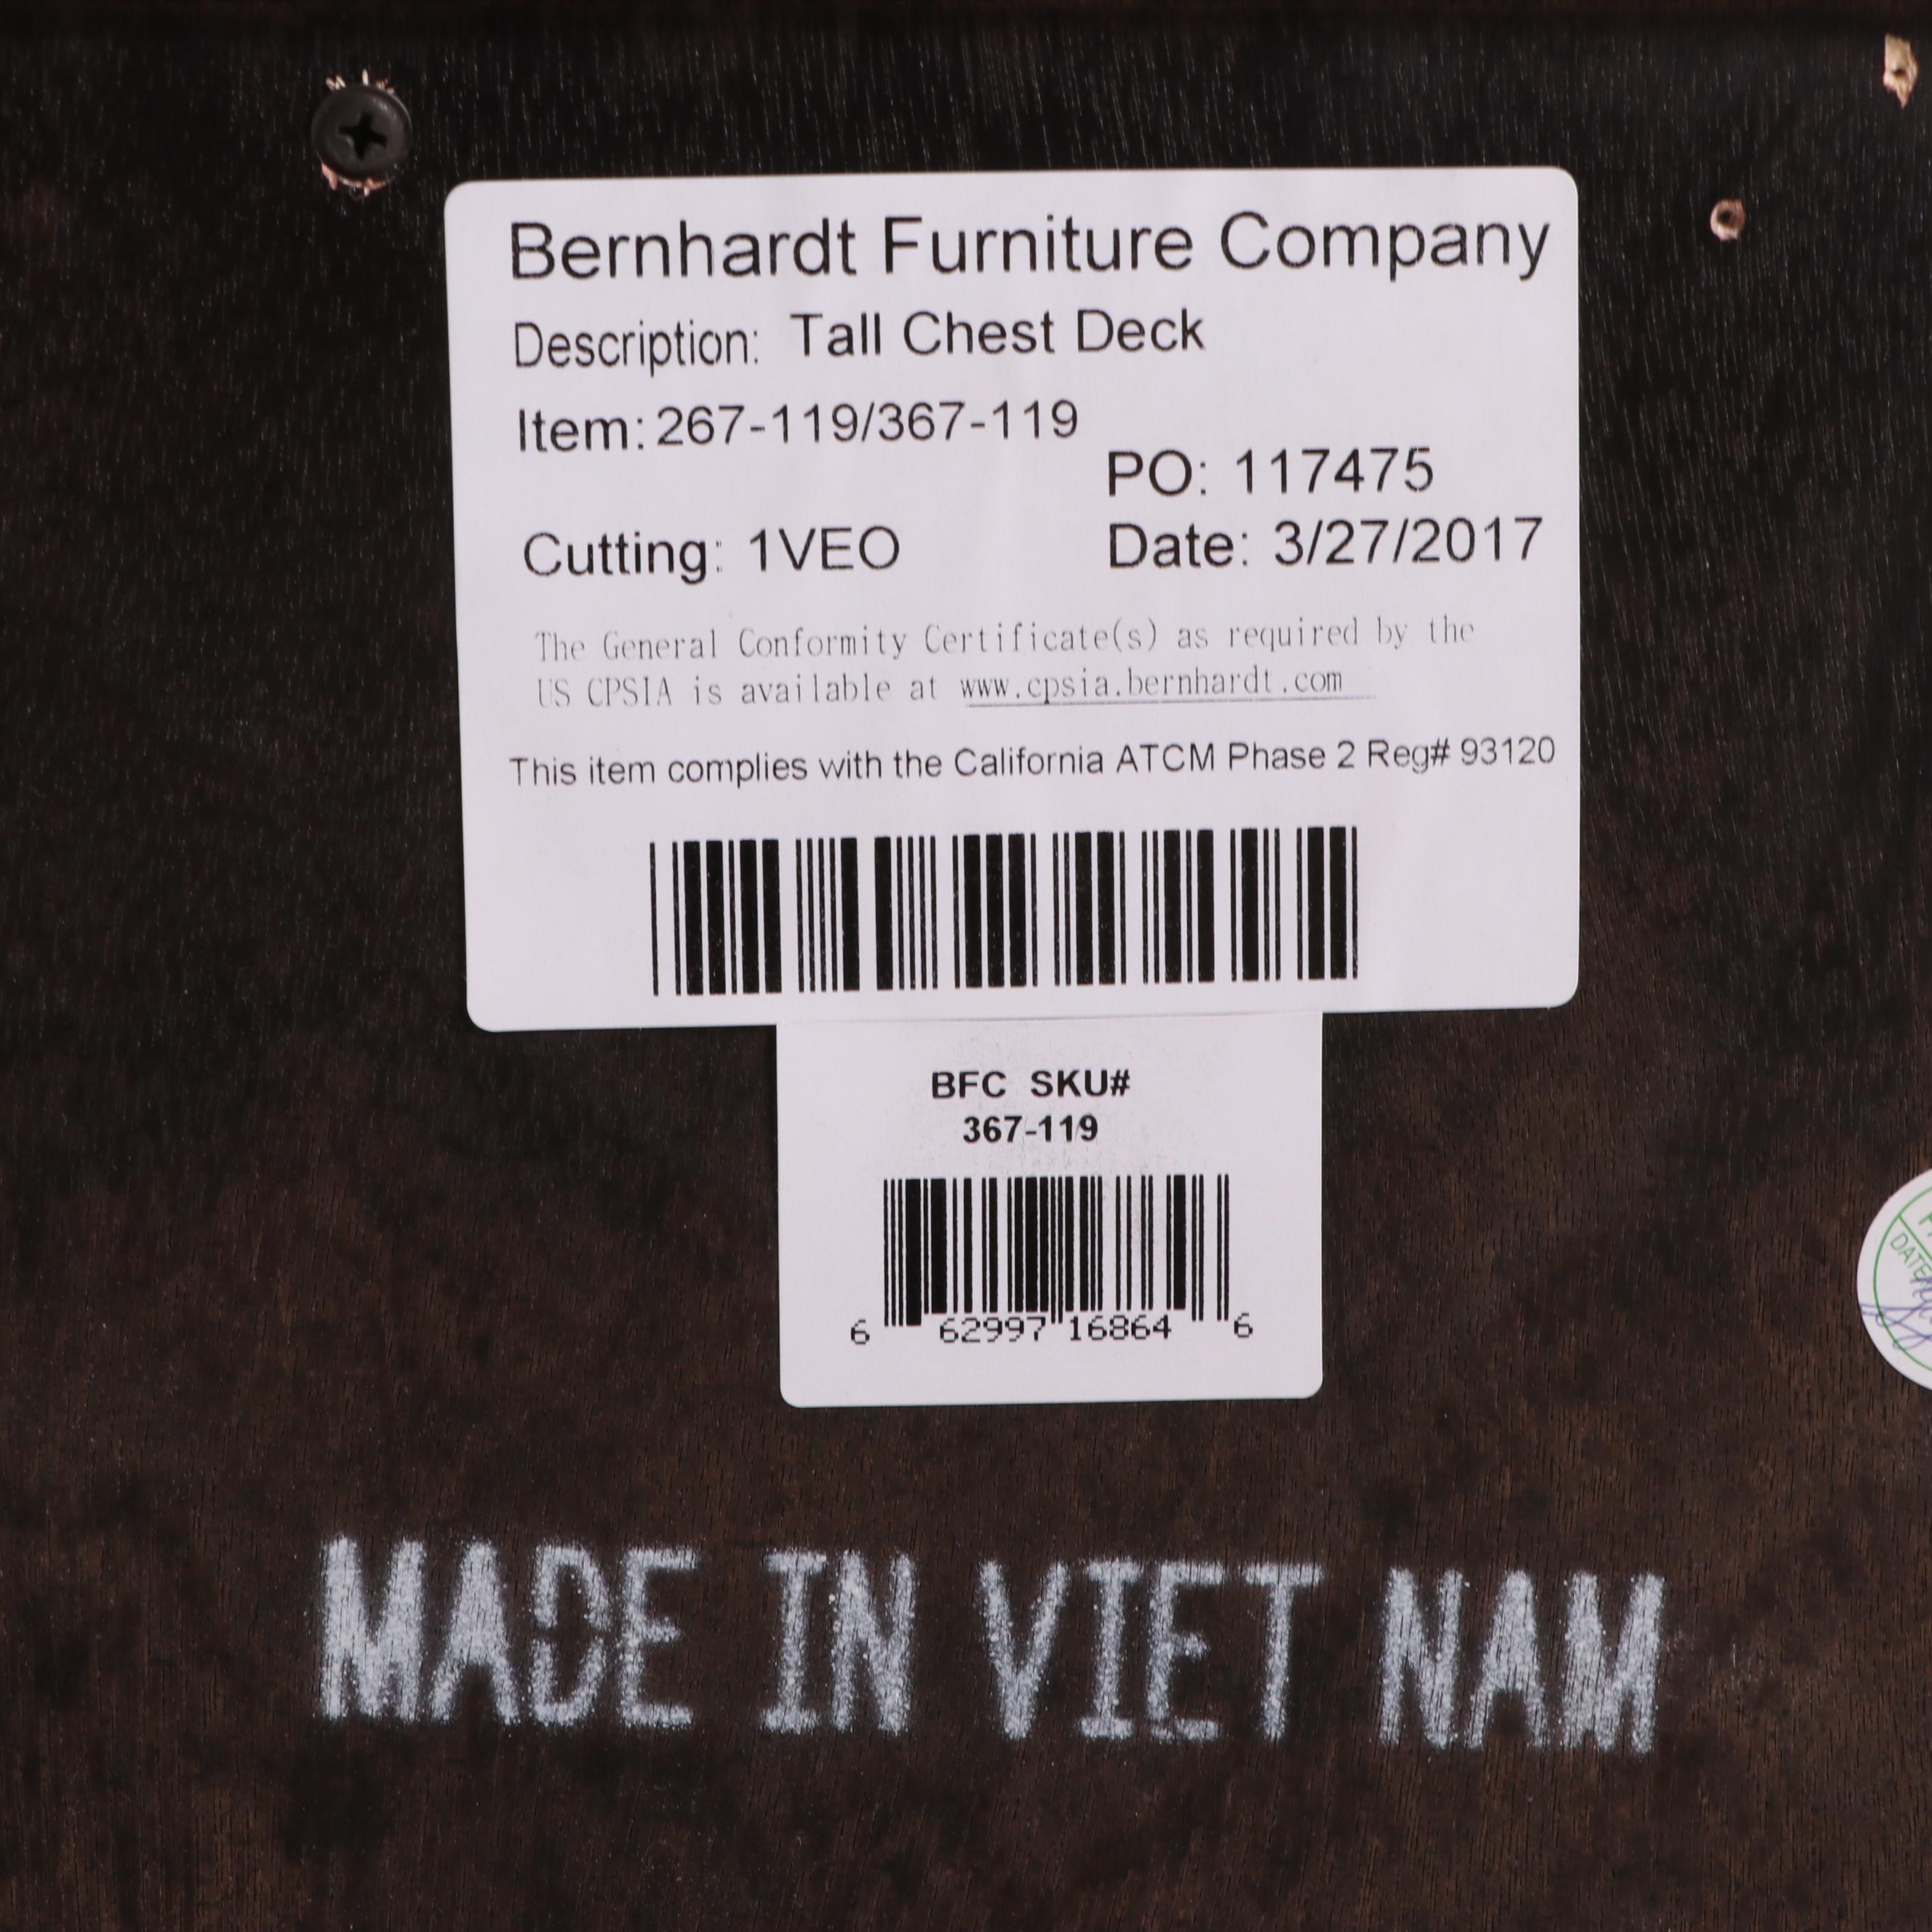 Bernhardt Furniture Company
Description: Tall Chest Deck
Item: 267-119/367-119
PO: 117475
Cutting: 1VEO
Date: 3/27/2017
The General Conformity Certificate(s) as required by the
US CPSIA is available at www.cpsia.bernhardt.com
This item complies with the California ATCM Phase 2 Reg# 93120
BFC SKU#
367-119
6 62997 16864 6
DATE
MADE IN VIET NAM